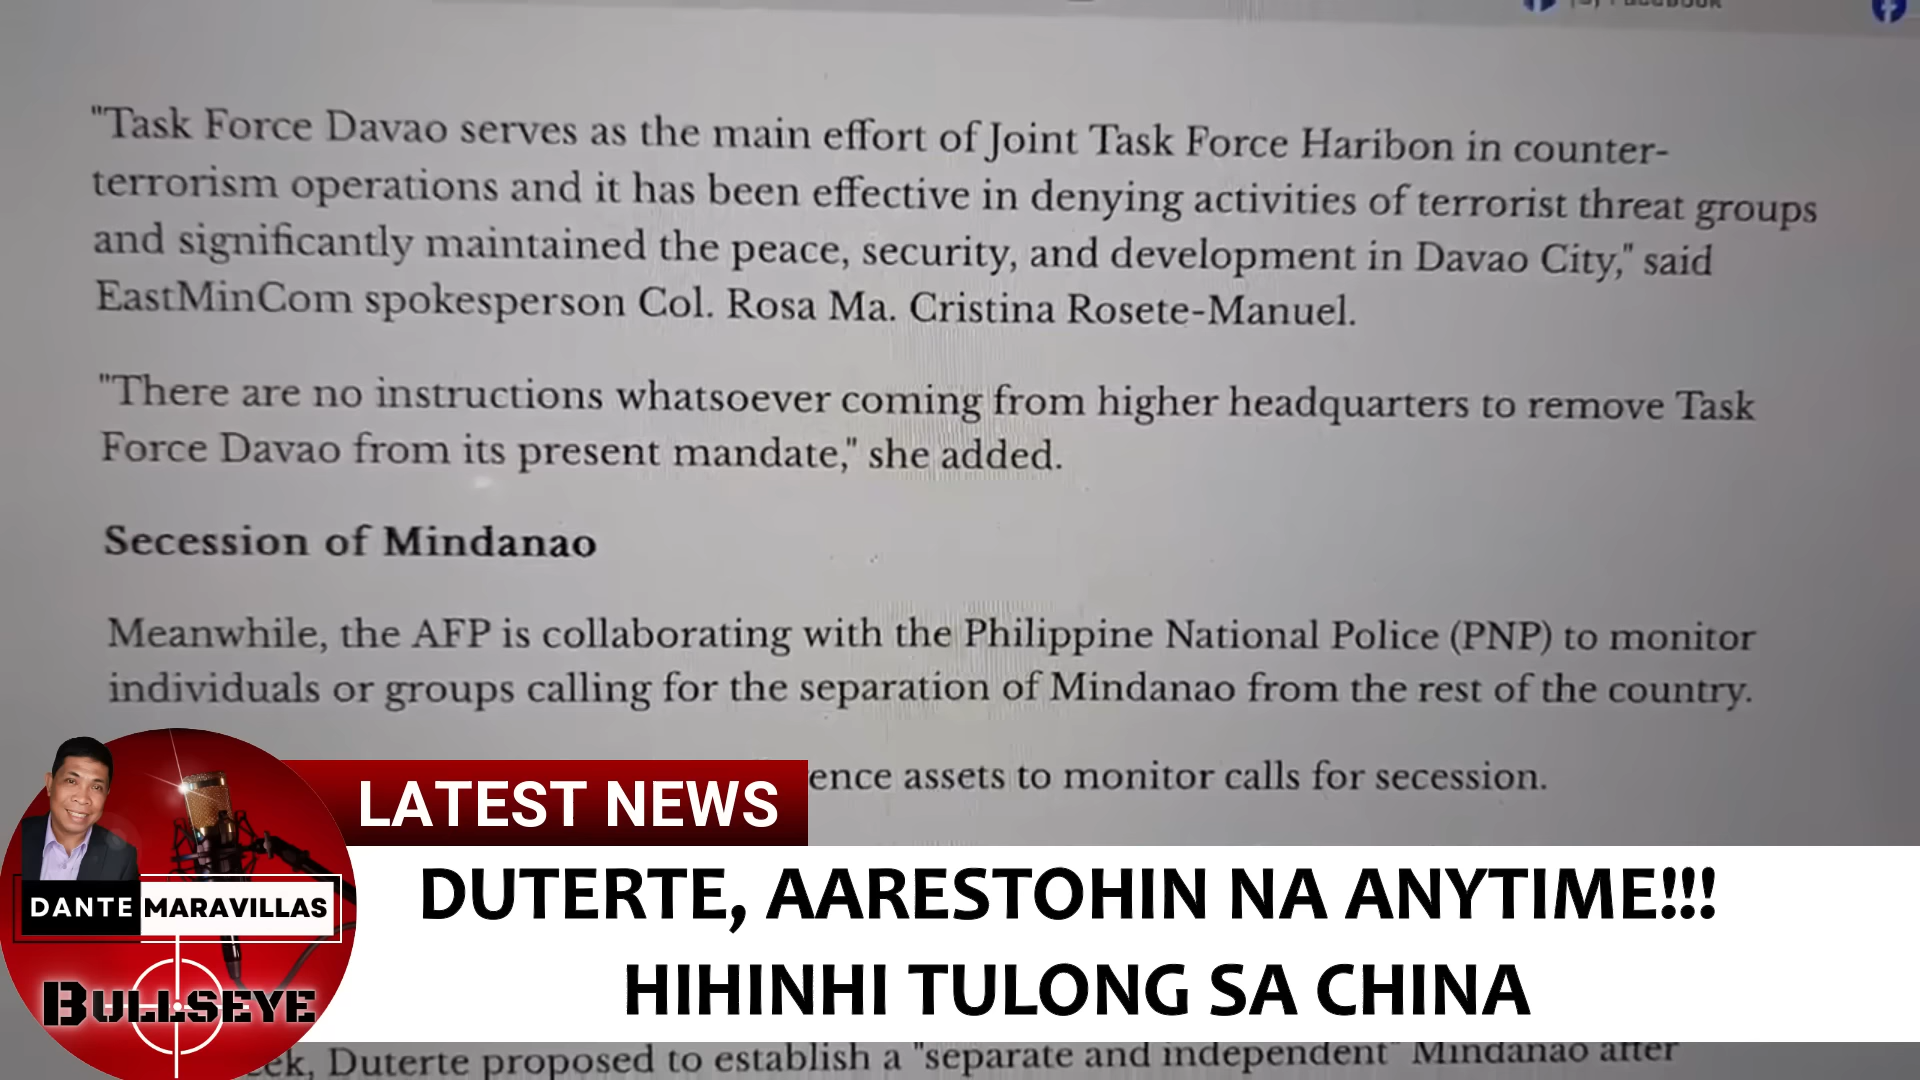 "Task Force Davao serves as the main effort of Joint Task Force Haribon in counter-
terrorism operations and it has been effective in denying activities of terrorist threat groups
and significantly maintained the peace, security, and development in Davao City," said
EastMinCom spokesperson Col. Rosa Ma. Cristina Rosete-Manuel.
"There are no instructions whatsoever coming from higher headquarters to remove Task
Force Davao from its present mandate," she added.
Secession of Mindanao
Meanwhile, the AFP is collaborating with the Philippine National Police (PNP) to monitor
individuals or groups calling for the separation of Mindanao from the rest of the country.
assets to monitor calls for secession.
LATEST NEWS
DUTERTE, AARESTOHIN NA ANYTIME!!!
HIHINHI TULONG SA CHINA
DANTE MARAVILLAS
BULLSEYE
Duterte proposed to establish a "separate and independent" Mindanao after